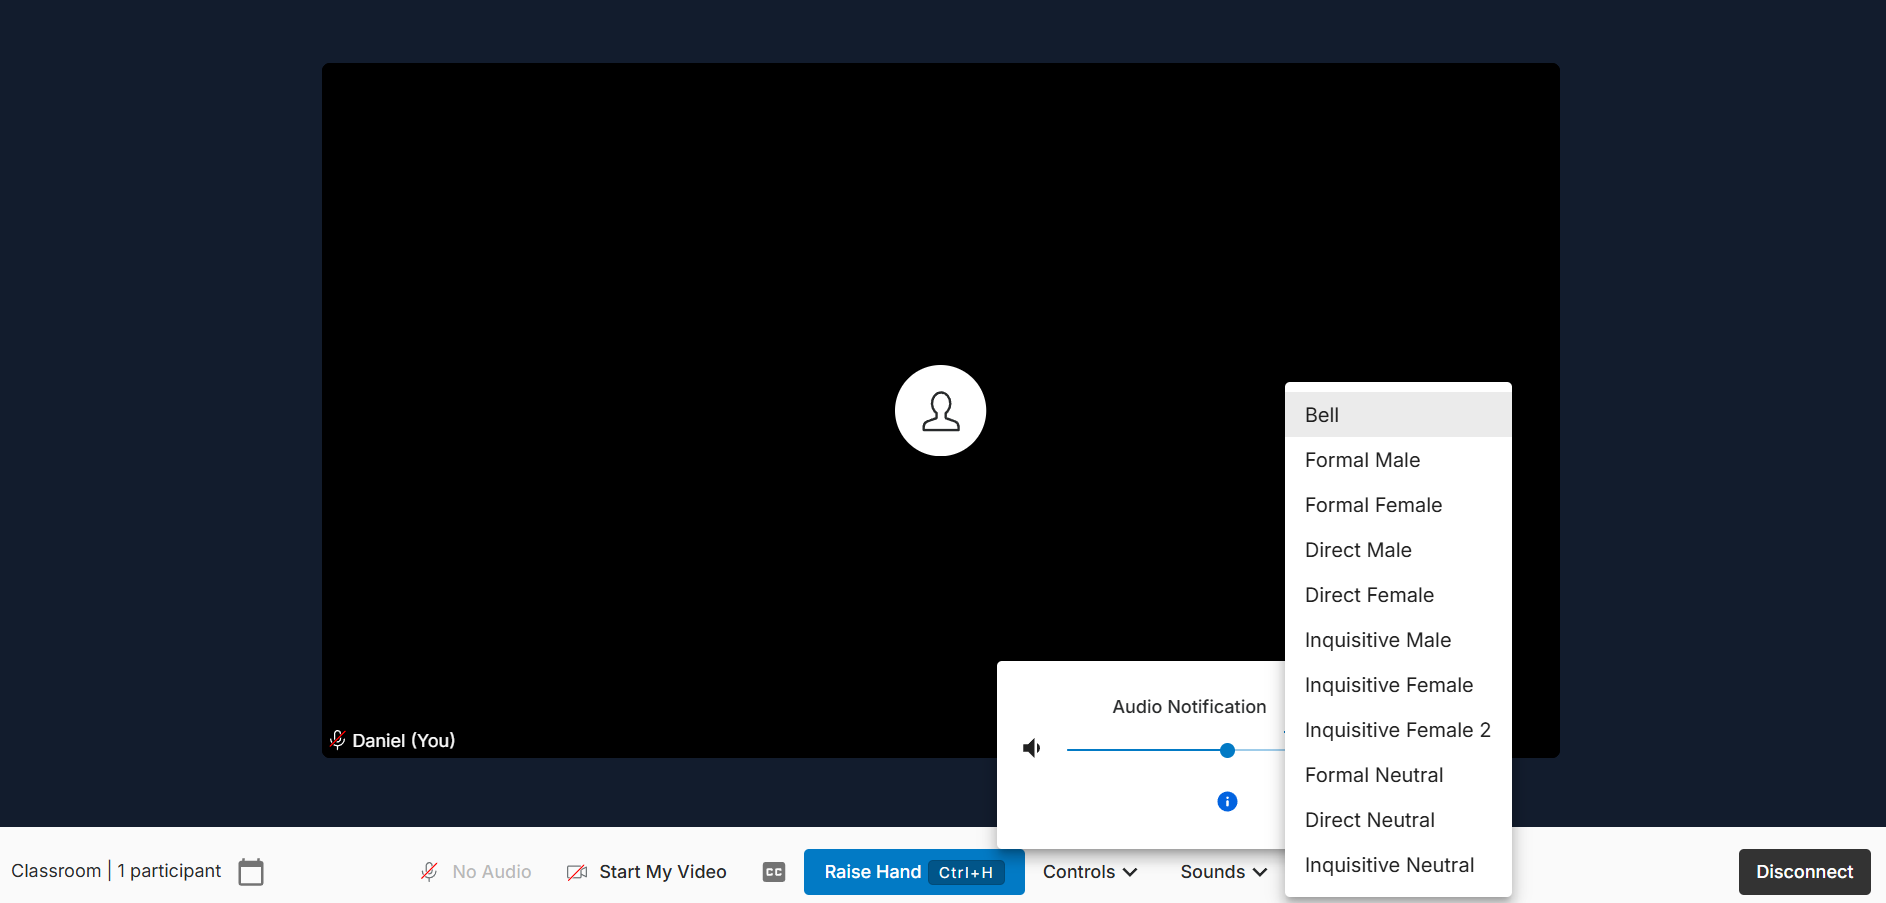 Bell
Formal Male
Formal Female
Direct Male
Direct Female
Inquisitive Male
Inquisitive Female
Inquisitive Female 2
Formal Neutral
Direct Neutral
Inquisitive Neutral
Audio Notification
Daniel (You)
Classroom | 1 participant
No Audio
Start My Video
CC
Raise Hand Ctrl+H
Controls
Sounds
Disconnect